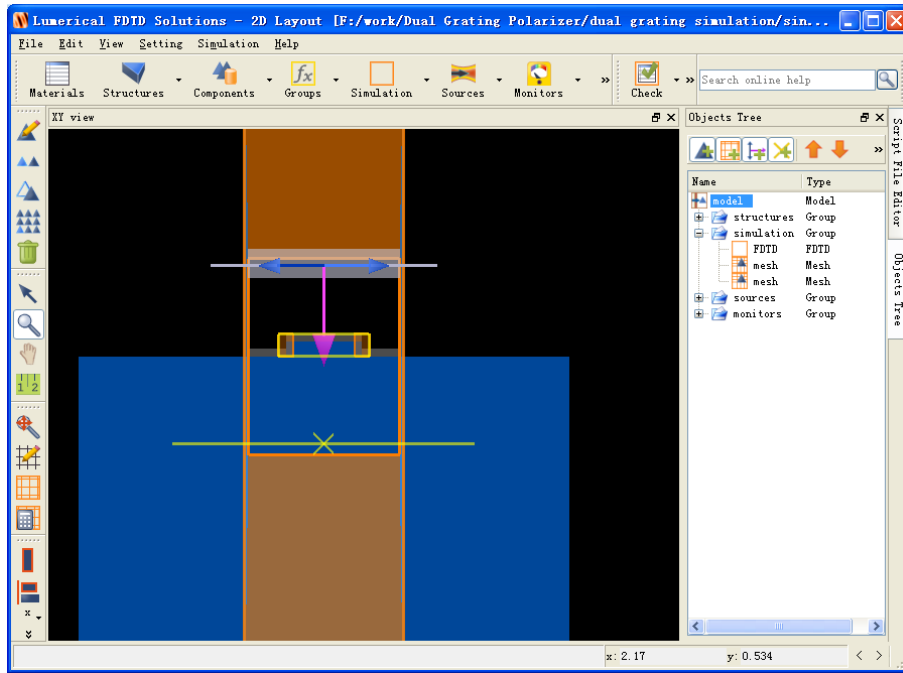 Lumerical FDTD Solutions - 2D Layout [F:/work/Dual Grating Polarizer/dual grating simulation/sin...
File Edit View Setting Simulation Help
Materials Structures Components Groups Simulation Sources Monitors » Check » Search online help
XY view
Objects Tree
»
Name Type
model Model
structures Group
simulation Group
FDTD FDTD
mesh Mesh
mesh Mesh
sources Group
monitors Group
Script File Editor
Objects Tree
fx
1 2
x
x: 2.17 y: 0.534